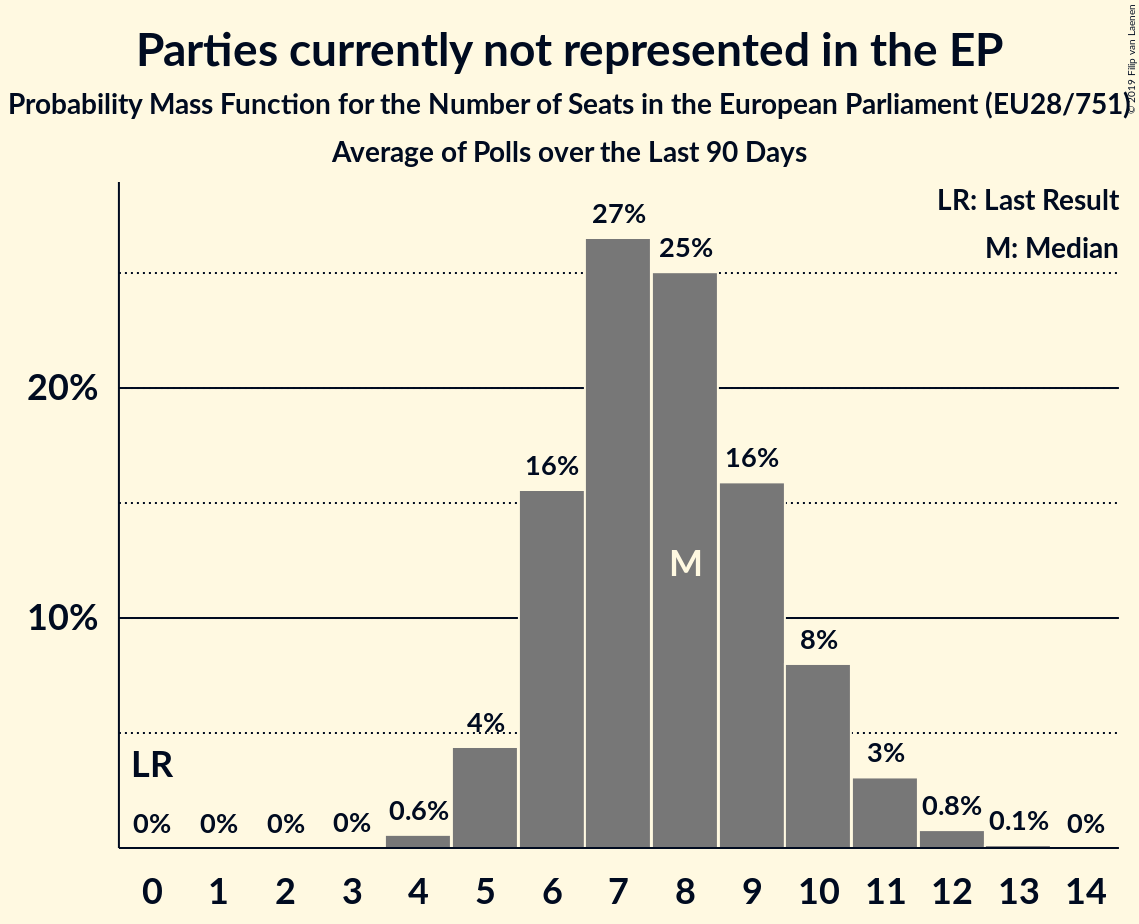 Parties currently not represented in the EP
Probability Mass Function for the Number of Seats in the European Parliament (EU28/751)
Average of Polls over the Last 90 Days
© 2019 Filip van Laenen
LR: Last Result
M: Median
27%
25%
20%
16%
16%
M
10%
8%
4%
3%
LR
0%
0%
0%
0%
0.6%
0.8%
0.1%
0%
0 1 2 3 4 5 6 7 8 9 10 11 12 13 14